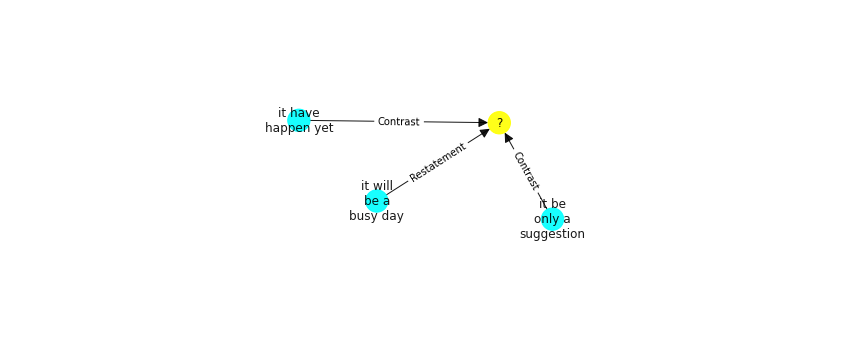 it have
happen yet
Contrast
?
Restatement
Contrast
it will
be a
busy day
it be
only a
suggestion